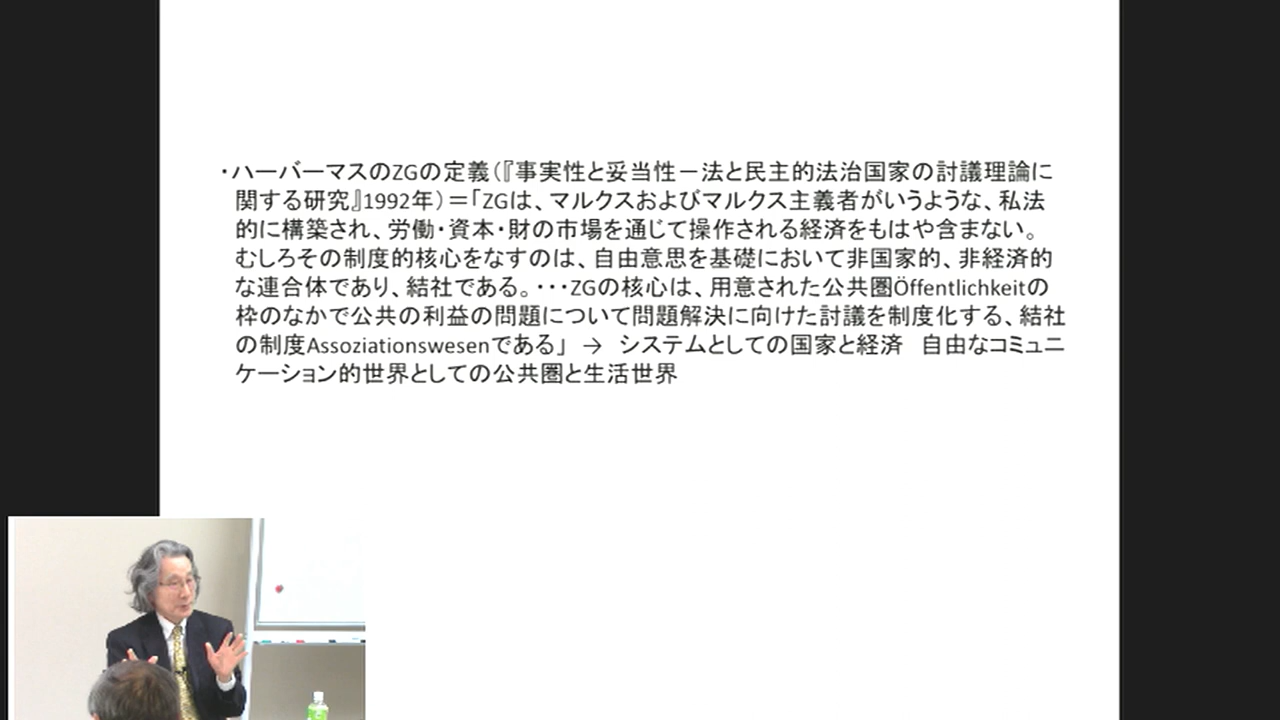 ・ハーバーマスのZGの定義（『事実性と妥当性－法と民主的法治国家の討議理論に
関する研究』1992年）＝「ZGは、マルクスおよびマルクス主義者がいうような、私法
的に構築され、労働・資本・財の市場を通じて操作される経済をもはや含まない。
むしろその制度的核心をなすのは、自由意思を基礎において非国家的、非経済的
な連合体であり、結社である。・・・ZGの核心は、用意された公共圏Öffentlichkeitの
枠のなかで公共の利益の問題について問題解決に向けた討議を制度化する、結社
の制度Assoziationswesenである」 → システムとしての国家と経済　自由なコミュニ
ケーション的世界としての公共圏と生活世界